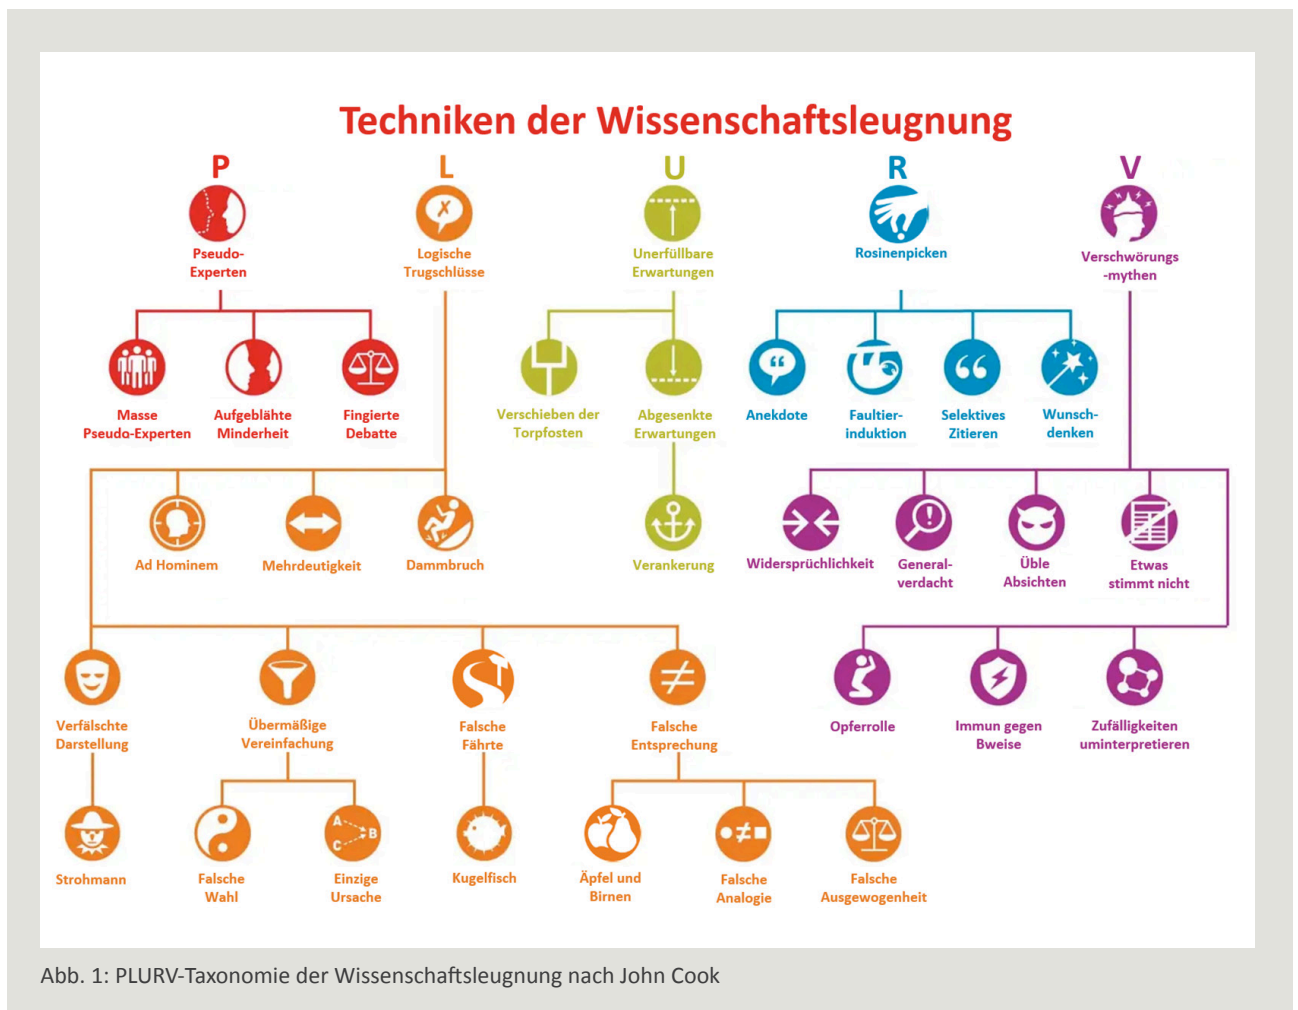 Techniken der Wissenschaftsleugnung
P
L
U
R
V
Pseudo-
Experten
Logische
Trugschlüsse
Unerfüllbare
Erwartungen
Rosinenpicken
Verschwörungs
-mythen
Masse
Pseudo-Experten
Aufgeblähte
Minderheit
Fingierte
Debatte
Verschieben der
Torpfosten
Abgesenkte
Erwartungen
Anekdote
Faultier-
induktion
Selektives
Zitieren
Wunsch-
denken
Ad Hominem
Mehrdeutigkeit
Dammbruch
Verankerung
Widersprüchlichkeit
General-
verdacht
Üble
Absichten
Etwas
stimmt nicht
Verfälschte
Darstellung
Übermäßige
Vereinfachung
Falsche
Fährte
Falsche
Entsprechung
Opferrolle
Immun gegen
Bweise
Zufälligkeiten
uminterpretieren
A
B
C
Strohmann
Falsche
Wahl
Einzige
Ursache
Kugelfisch
Äpfel und
Birnen
Falsche
Analogie
Falsche
Ausgewogenheit
Abb. 1: PLURV-Taxonomie der Wissenschaftsleugnung nach John Cook